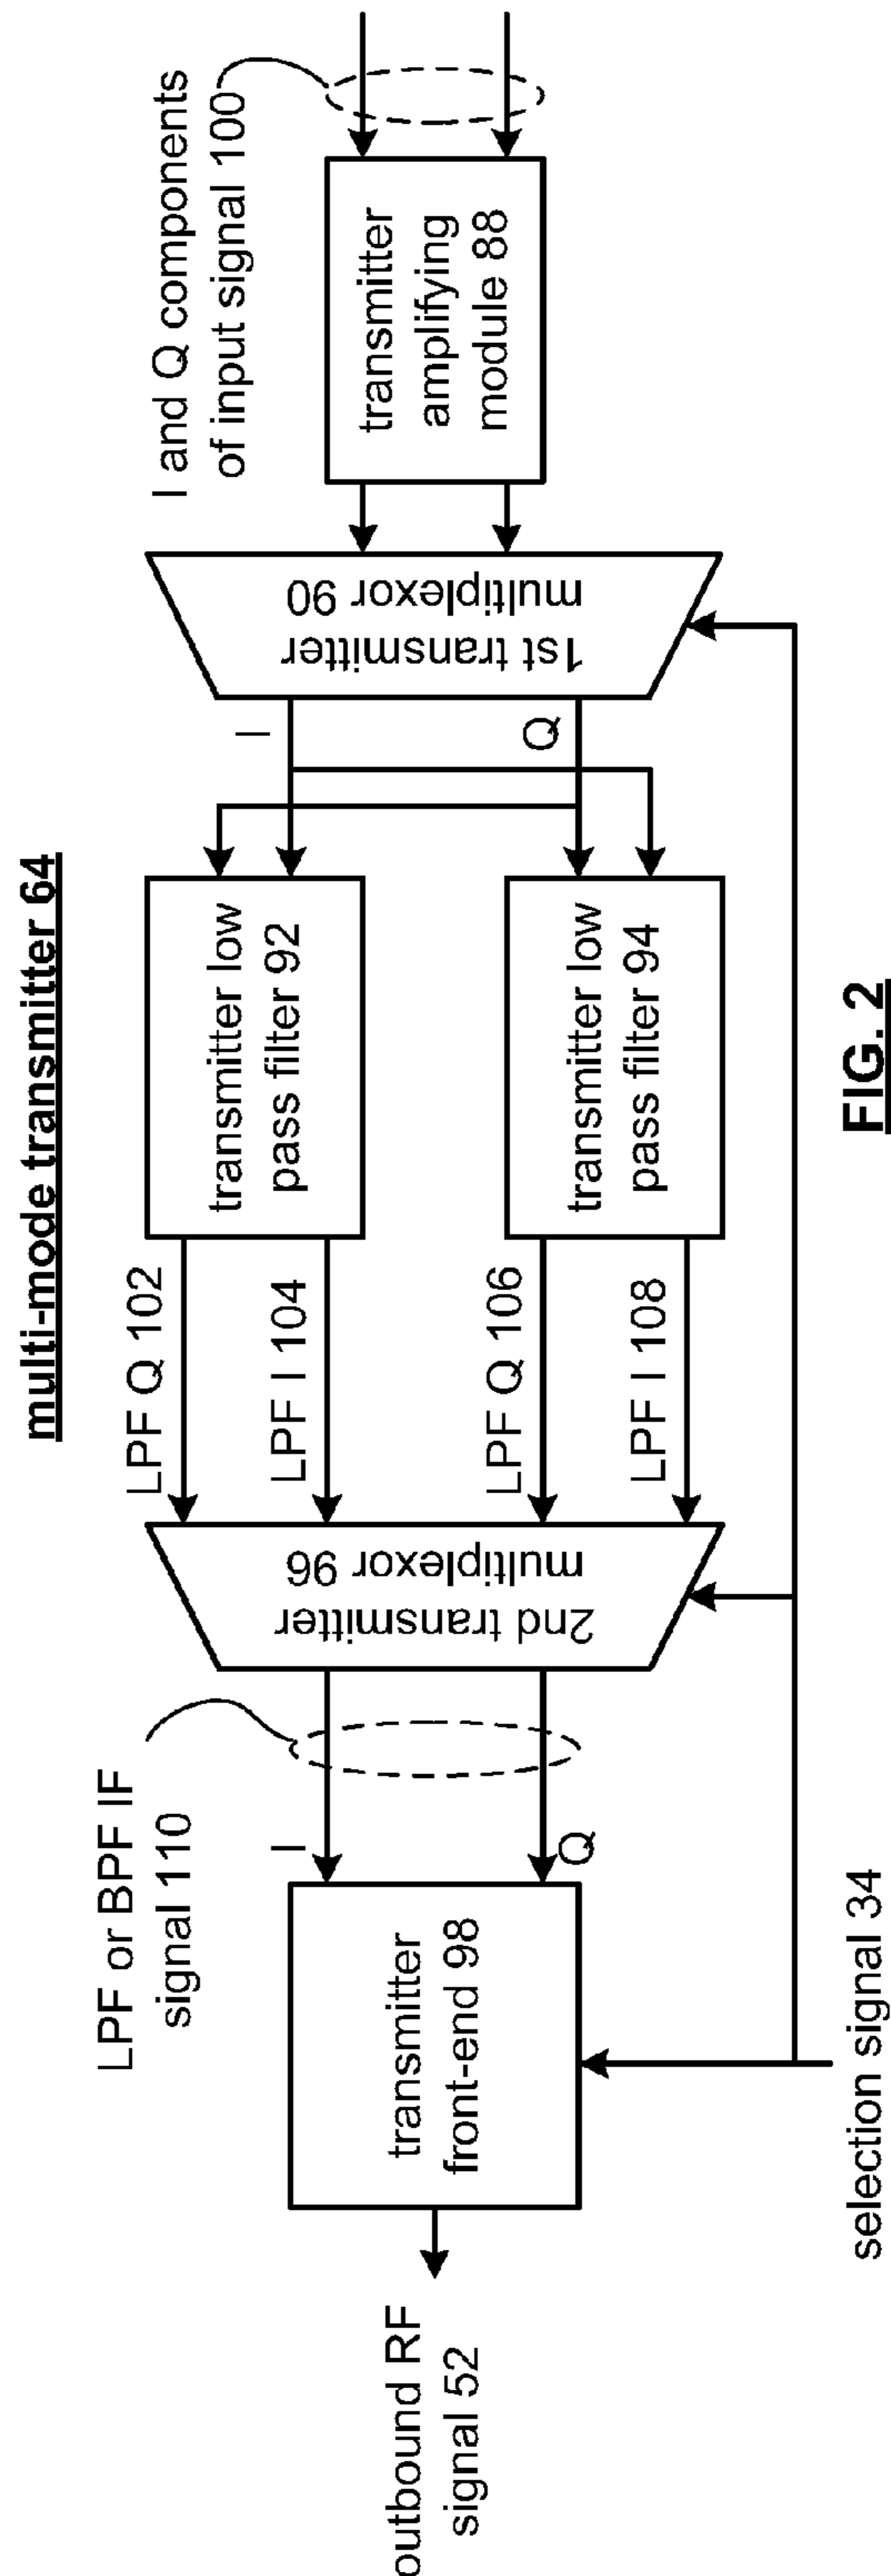 multi-mode transmitter 64
outbound RF
signal 52
transmitter
front-end 98
LPF or BPF IF
signal 110
I
Q
2nd transmitter
multiplexor 96
LPF Q 102
LPF I 104
LPF Q 106
LPF I 108
transmitter low
pass filter 92
transmitter low
pass filter 94
I
Q
1st transmitter
multiplexor 90
transmitter
amplifying
module 88
I and Q components
of input signal 100
selection signal 34
FIG. 2